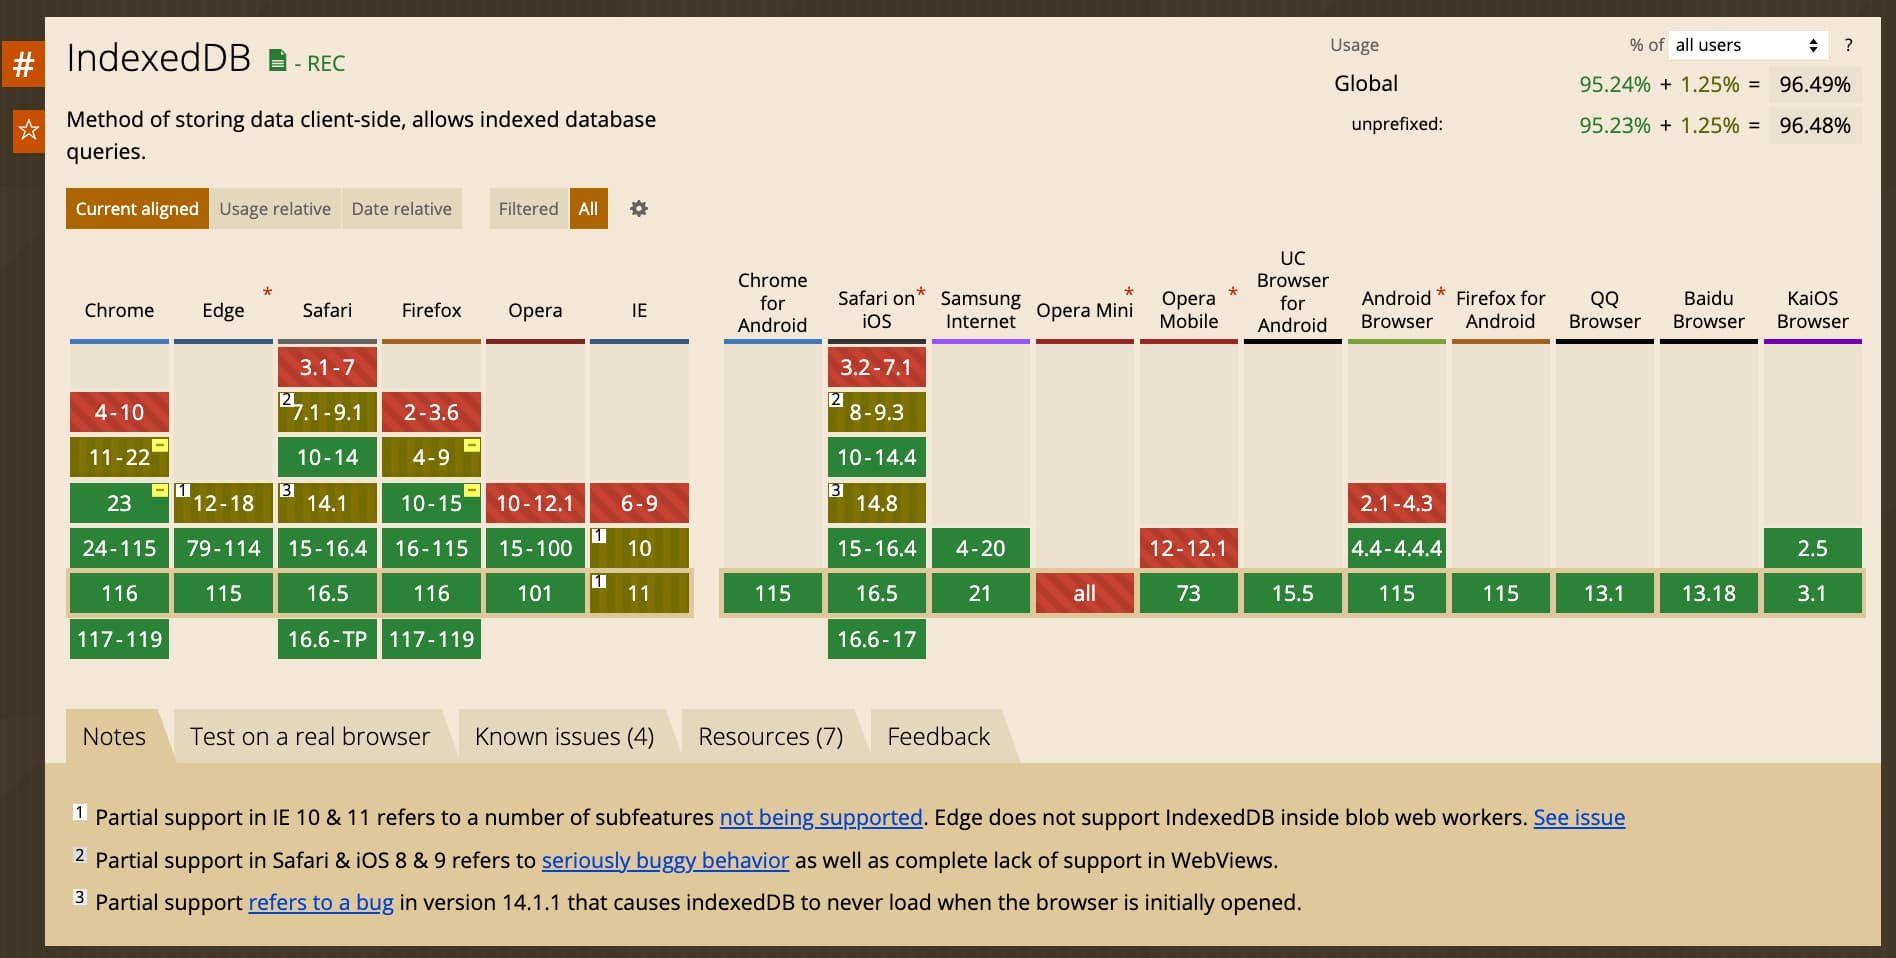 #
IndexedDB - REC
Usage % of all users ?
Global 95.24% + 1.25% = 96.49%
unprefixed: 95.23% + 1.25% = 96.48%
Method of storing data client-side, allows indexed database
queries.
Current aligned Usage relative Date relative Filtered All
Chrome Edge * Safari Firefox Opera IE
Chrome for Android
Safari on iOS *
Samsung Internet
Opera Mini *
Opera Mobile *
UC Browser for Android
Android Browser *
Firefox for Android
QQ Browser
Baidu Browser
KaiOS Browser
3.1-7 3.2-7.1
4-10 2 7.1-9.1 2-3.6 2 8-9.3
11-22 10-14 4-9 10-14.4
23 1 12-18 3 14.1 10-15 10-12.1 6-9 3 14.8 2.1-4.3
24-115 79-114 15-16.4 16-115 15-100 1 10 15-16.4 4-20 12-12.1 4.4-4.4.4 2.5
116 115 16.5 116 101 1 11 115 16.5 21 all 73 15.5 115 115 13.1 13.18 3.1
117-119 16.6-TP 117-119 16.6-17
Notes Test on a real browser Known issues (4) Resources (7) Feedback
1 Partial support in IE 10 & 11 refers to a number of subfeatures not being supported. Edge does not support IndexedDB inside blob web workers. See issue
2 Partial support in Safari & iOS 8 & 9 refers to seriously buggy behavior as well as complete lack of support in WebViews.
3 Partial support refers to a bug in version 14.1.1 that causes indexedDB to never load when the browser is initially opened.